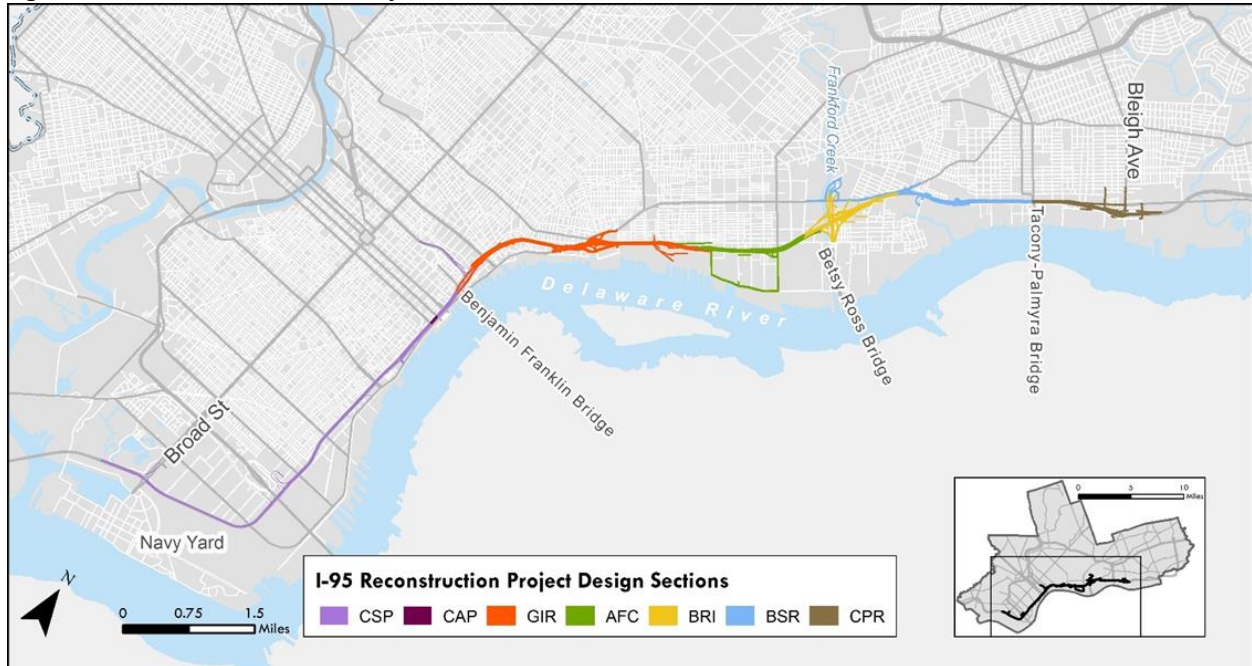 Frankford Creek
Bleigh Ave
Tacony-Palmyra Bridge
Betsy Ross Bridge
Delaware River
Benjamin Franklin Bridge
Broad St
Navy Yard
N
0 0.75 1.5
Miles
I-95 Reconstruction Project Design Sections
CSP CAP GIR AFC BRI BSR CPR
0 5 10
Miles